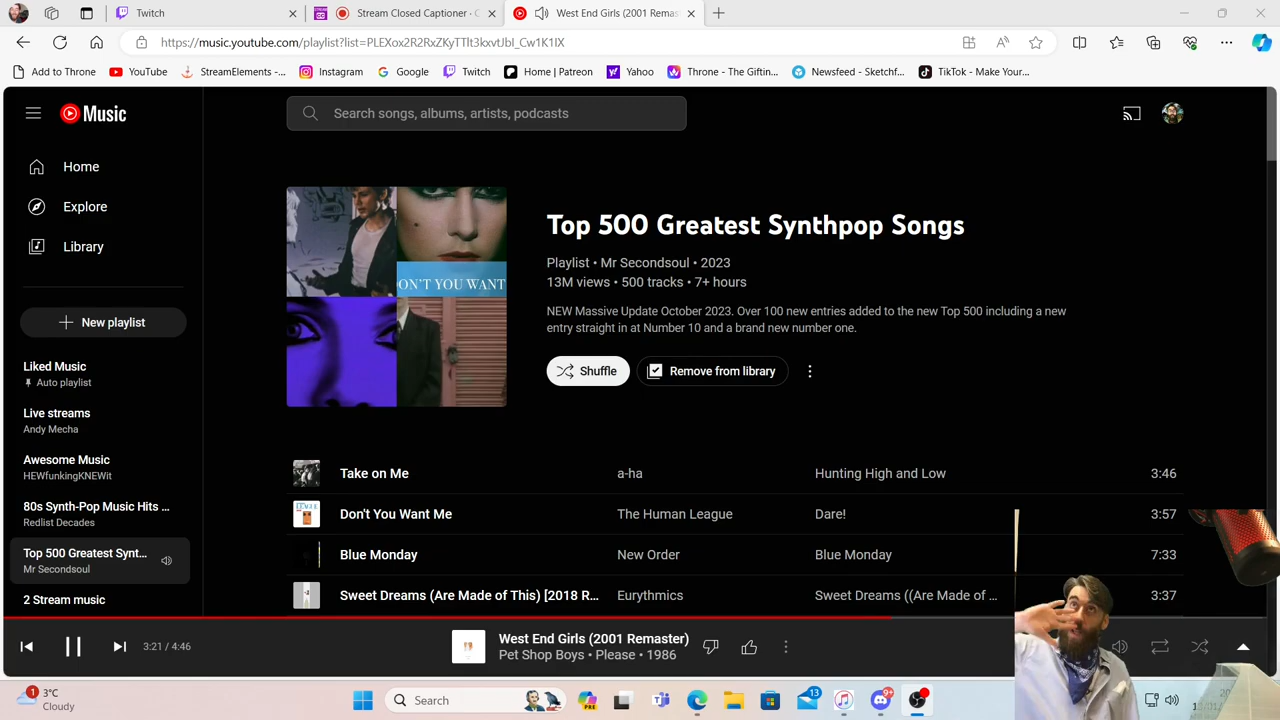 Twitch
Stream Closed Captioner - C
West End Girls (2001 Remas
https://music.youtube.com/playlist?list=PLEXox2R2RxZKyTTlt3kxvtJbI_Cw1K1IX
Add to Throne
YouTube
StreamElements -...
Instagram
Google
Twitch
Home | Patreon
Yahoo
Throne - The Giftin...
Newsfeed - Sketchf...
TikTok - Make Your...
Music
Search songs, albums, artists, podcasts
Home
Explore
Library
New playlist
Liked Music
Auto playlist
Live streams
Andy Mecha
Awesome Music
HEWfunkingKNEWit
80s Synth-Pop Music Hits ...
Redlist Decades
Top 500 Greatest Synt...
Mr Secondsoul
2 Stream music
ON'T YOU WANT
Top 500 Greatest Synthpop Songs
Playlist • Mr Secondsoul • 2023
13M views • 500 tracks • 7+ hours
NEW Massive Update October 2023. Over 100 new entries added to the new Top 500 including a new
entry straight in at Number 10 and a brand new number one.
Shuffle
Remove from library
Take on Me a-ha Hunting High and Low 3:46
Don't You Want Me The Human League Dare! 3:57
Blue Monday New Order Blue Monday 7:33
Sweet Dreams (Are Made of This) [2018 R... Eurythmics Sweet Dreams ((Are Made of ... 3:37
3:21 / 4:46
West End Girls (2001 Remaster)
Pet Shop Boys • Please • 1986
1
3°C
Cloudy
Search
PRE
13
9+